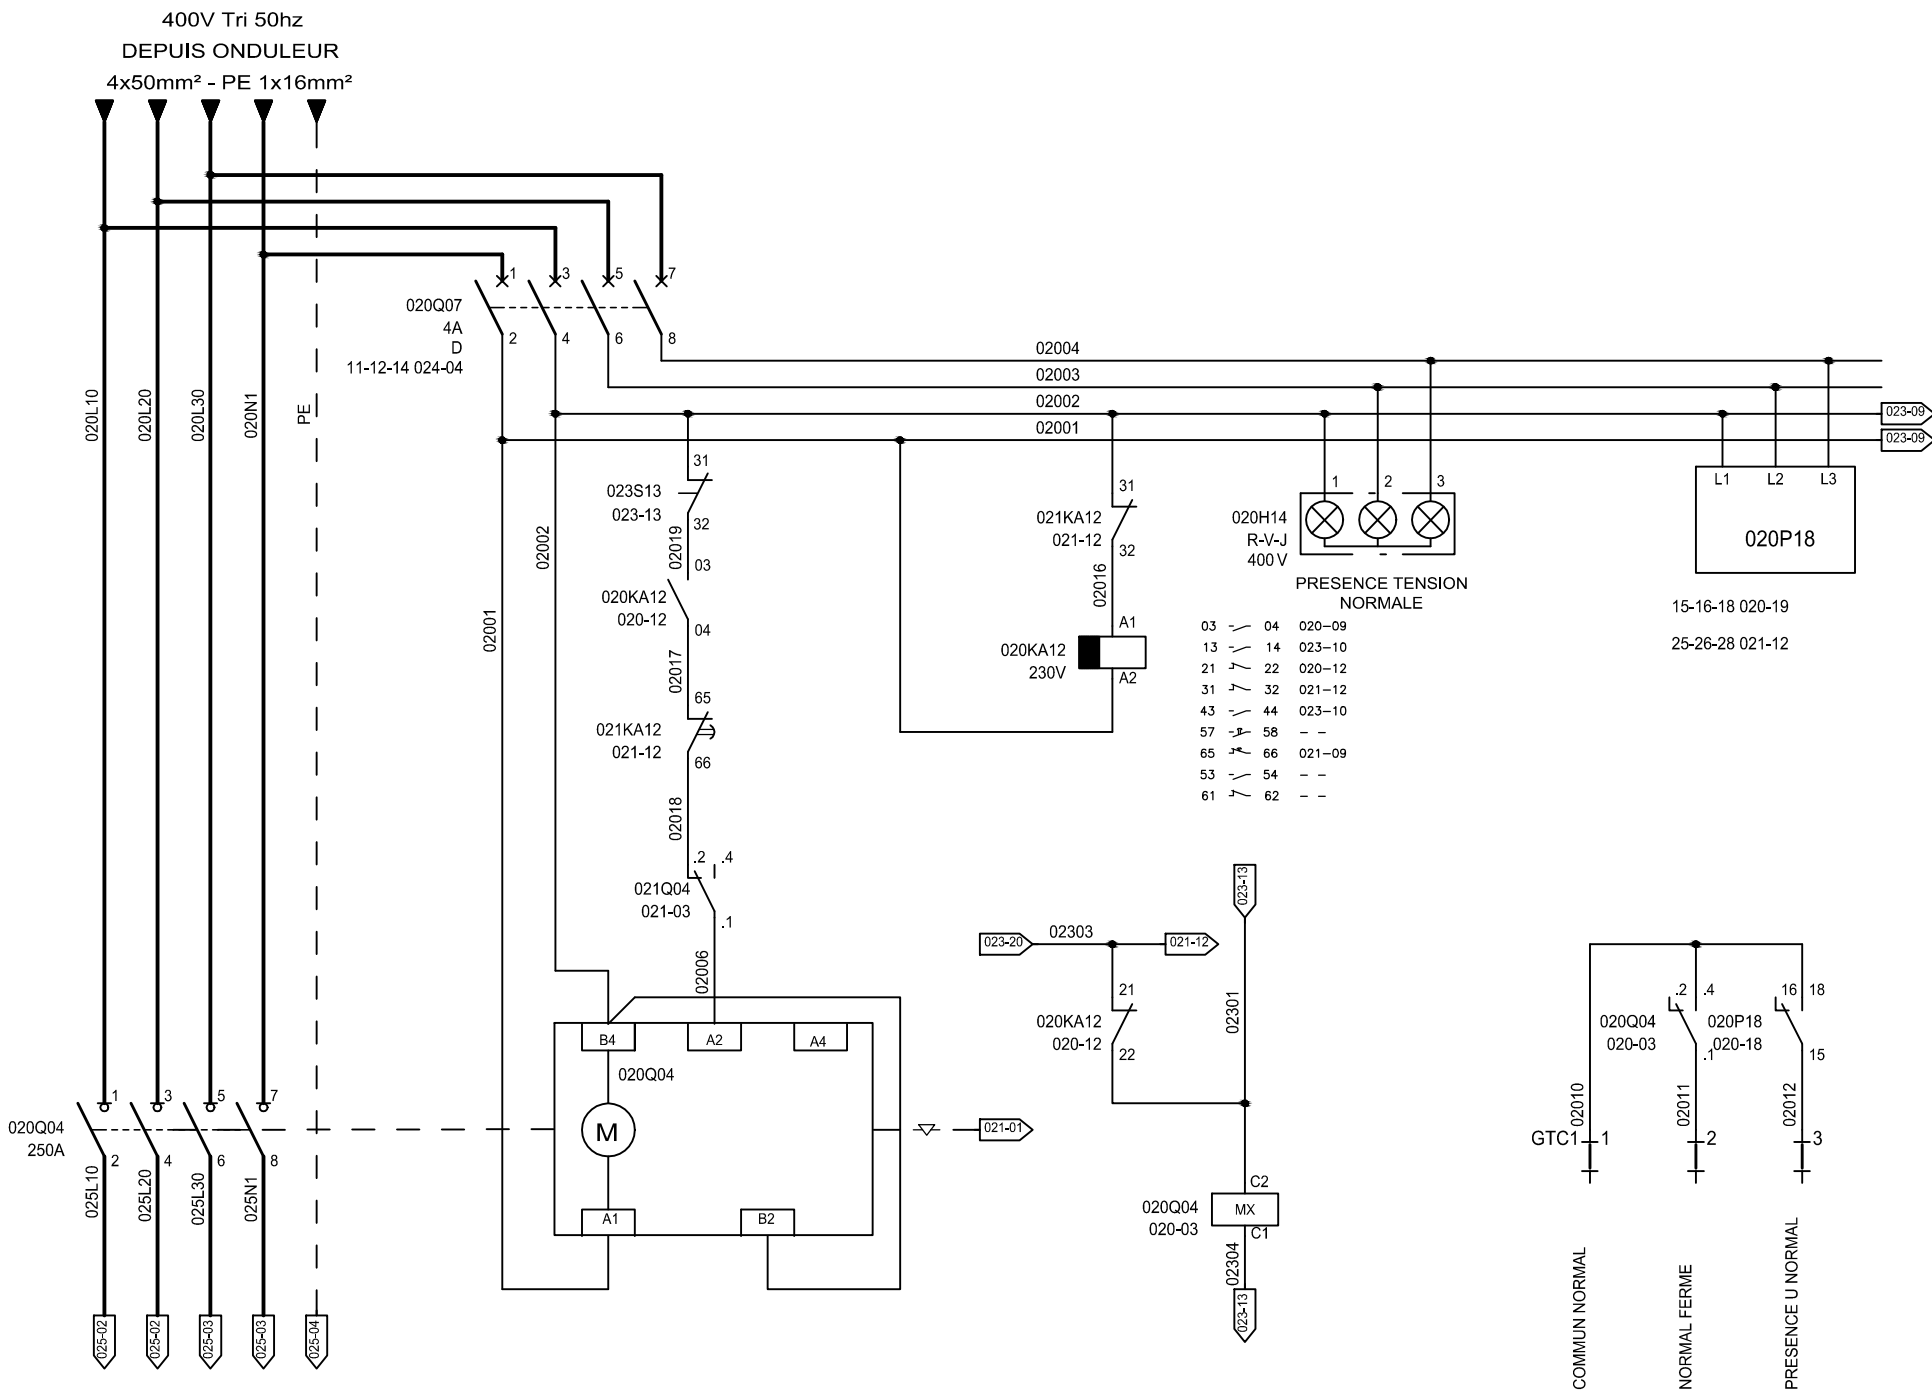 400V Tri 50hz
DEPUIS ONDULEUR
4x50mm² - PE 1x16mm²
020L10
020L20
020L30
020N1
PE
1
3
5
7
020Q07
4A
D
11-12-14 024-04
2
4
6
8
02004
02003
02002
02001
023-09
023-09
02001
02002
31
023S13
023-13
32
02019
03
020KA12
020-12
04
02017
65
021KA12
021-12
66
02018
.2 .4
021Q04
021-03
.1
02006
31
021KA12
021-12
32
02016
A1
020KA12
230V
A2
1 2 3
020H14
R-V-J
400 V
PRESENCE TENSION
NORMALE
03 04 020-09
13 14 023-10
21 22 020-12
31 32 021-12
43 44 023-10
57 58 - -
65 66 021-09
53 54 - -
61 62 - -
L1 L2 L3
020P18
15-16-18 020-19
25-26-28 021-12
B4 A2 A4
020Q04
M
A1 B2
021-01
1
3
5
7
020Q04
250A
2
4
6
8
025L10
025L20
025L30
025N1
025-02
025-02
025-03
025-03
025-04
023-13
023-20
02303
021-12
21
020KA12
020-12
22
02301
C2
020Q04
020-03
MX
C1
02304
023-13
.2 .4
020Q04
020-03
.1
16 18
020P18
020-18
15
02010
02011
02012
GTC1 1
2
3
COMMUN NORMAL
NORMAL FERME
PRESENCE U NORMAL